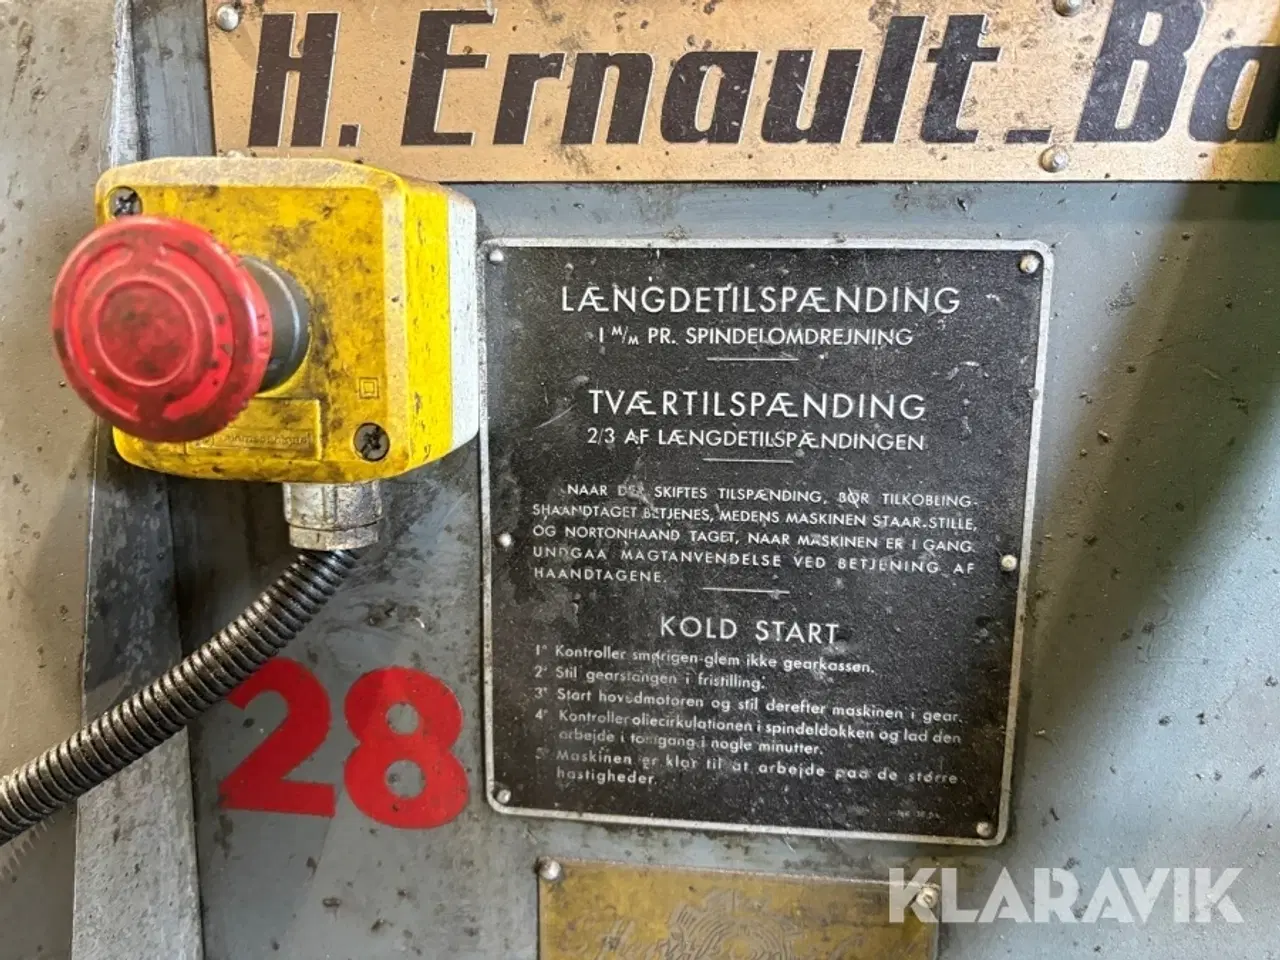 H. Ernault-Ba
LÆNGDETILSPÆNDING
1 M/M PR. SPINDELOMDREJNING
TVÆRTILSPÆNDING
2/3 AF LÆNGDETILSPÆNDINGEN
NAAR DER SKIFTES TILSPÆNDING, BØR TILKOBLING-
SHAANDTAGET BETJENES, MEDENS MASKINEN STAAR STILLE,
OG NORTONHAAND TAGET, NAAR MASKINEN ER I GANG.
UNDGAA MAGTANVENDELSE VED BETJENING AF
HAANDTAGENE.
KOLD START
1° Kontroller smørigen-glem ikke gearkassen.
2° Stil gearstangen i fristilling.
3° Start hovedmotoren og stil derefter maskinen i gear.
4° Kontroller oliecirkulationen i spindeldokken og lad den
arbejde i tomgang i nogle minutter.
5° Maskinen er klar til at arbejde paa de større
hastigheder.
28
KLARAVIK